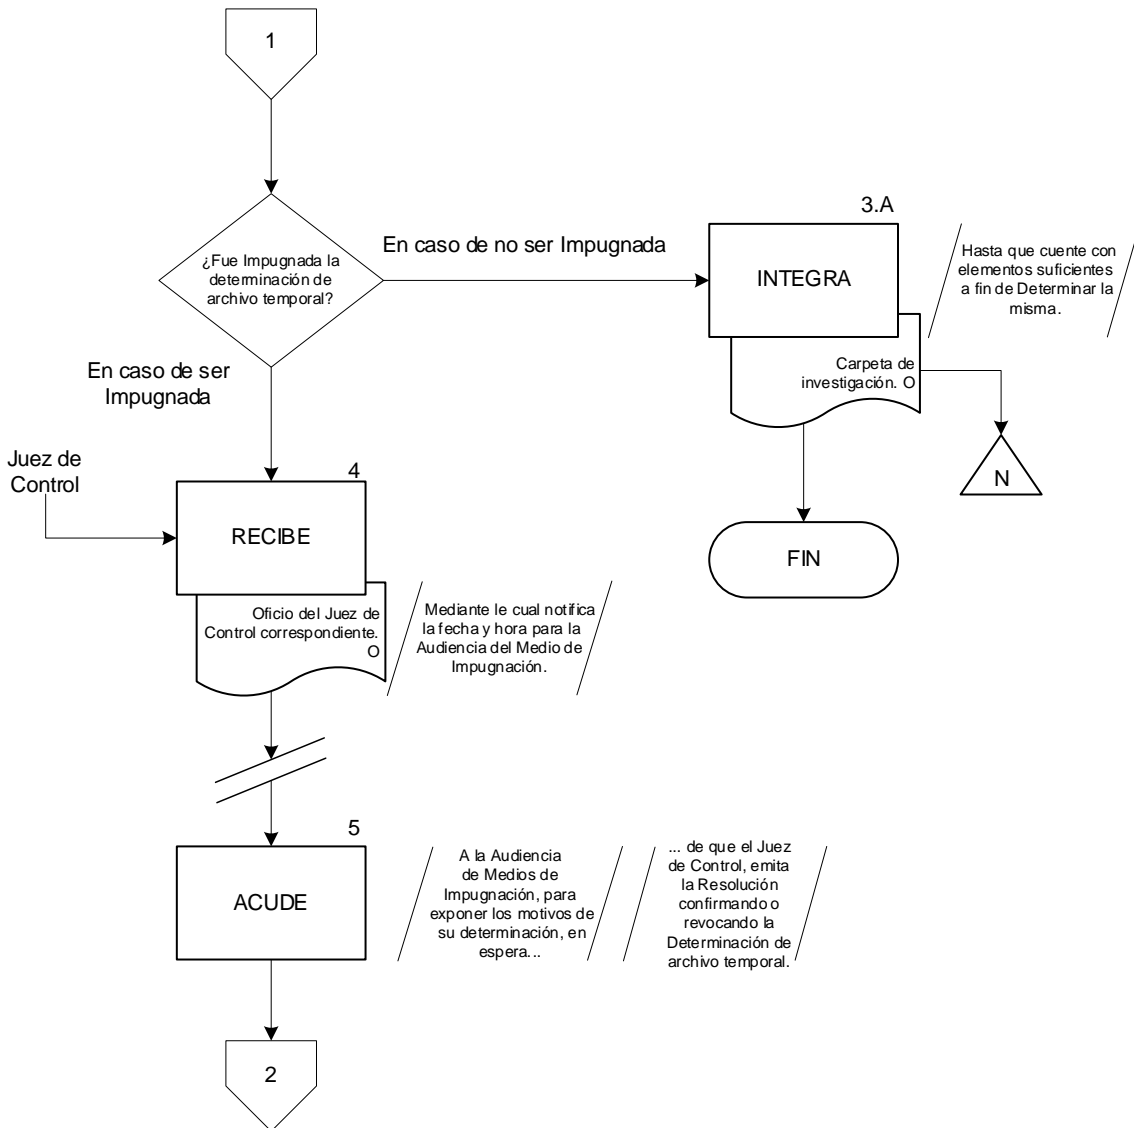 1
¿Fue Impugnada la
determinación de
archivo temporal?
En caso de no ser Impugnada
3.A
INTEGRA
Hasta que cuente con
elementos suficientes
a fin de Determinar la
misma.
Carpeta de
investigación. O
N
FIN
En caso de ser
Impugnada
Juez de
Control
4
RECIBE
Oficio del Juez de
Control correspondiente.
O
Mediante le cual notifica
la fecha y hora para la
Audiencia del Medio de
Impugnación.
5
ACUDE
A la Audiencia
de Medios de
Impugnación, para
exponer los motivos de
su determinación, en
espera...
... de que el Juez
de Control, emita
la Resolución
confirmando o
revocando la
Determinación de
archivo temporal.
2